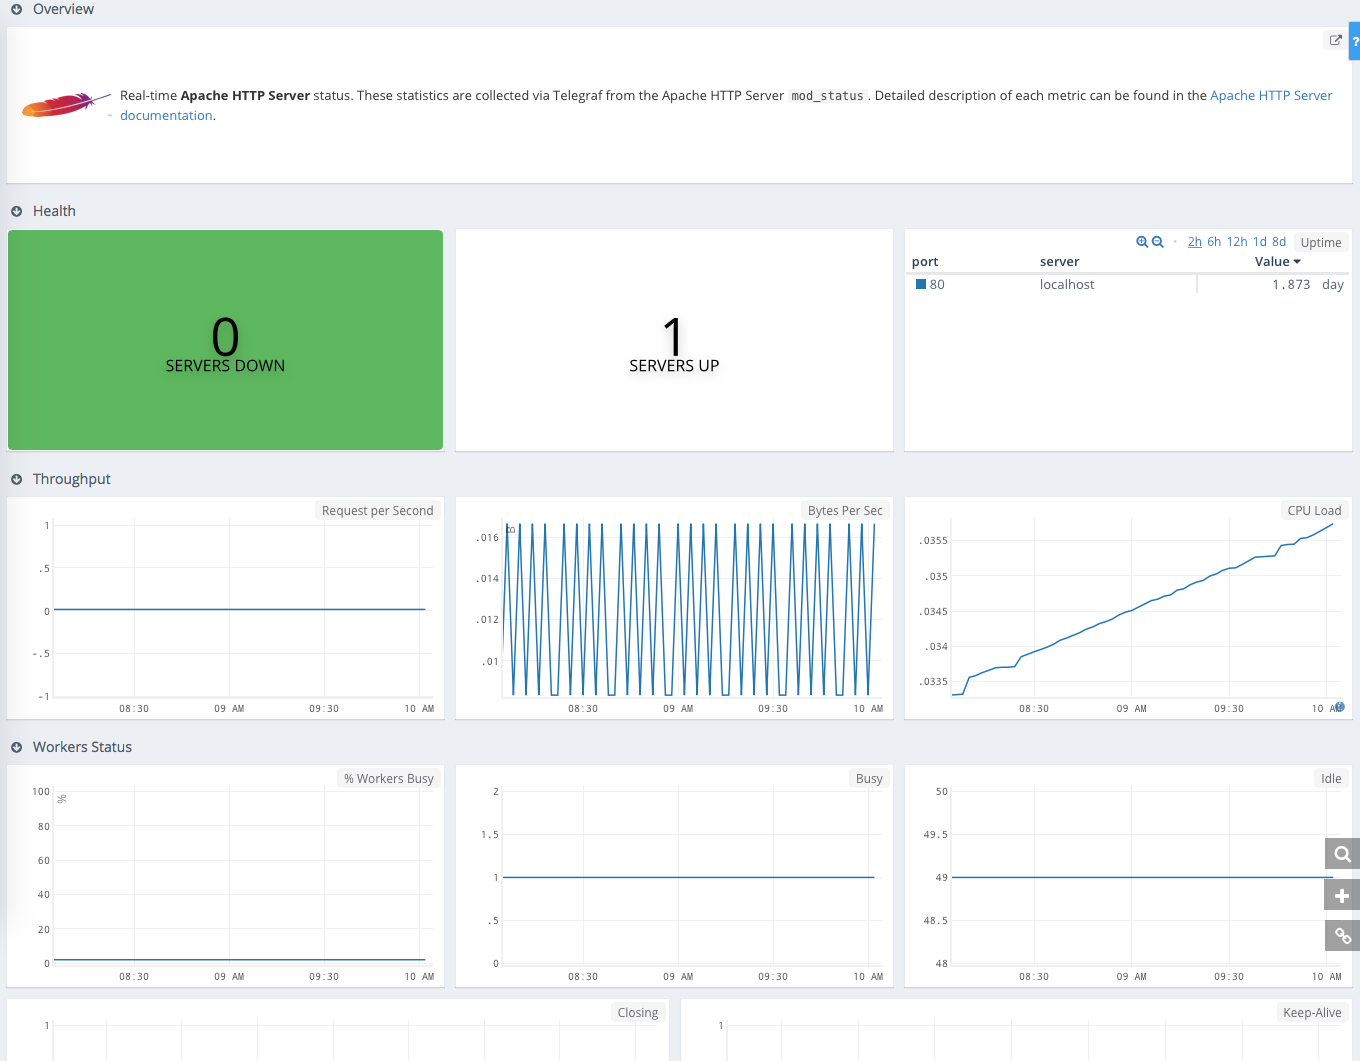 Overview
Real-time Apache HTTP Server status. These statistics are collected via Telegraf from the Apache HTTP Server mod_status. Detailed description of each metric can be found in the Apache HTTP Server
documentation.
?
Health
0
SERVERS DOWN
1
SERVERS UP
2h 6h 12h 1d 8d Uptime
port server Value
80 localhost 1.873 day
Throughput
Request per Second
1
.5
0
-.5
-1
08:30 09 AM 09:30 10 AM
Bytes Per Sec
B
.016
.014
.012
.01
08:30 09 AM 09:30 10 AM
CPU Load
.0355
.035
.0345
.034
.0335
08:30 09 AM 09:30 10 AM
Workers Status
% Workers Busy
%
100
80
60
40
20
0
08:30 09 AM 09:30 10 AM
Busy
2
1.5
1
.5
0
08:30 09 AM 09:30 10 AM
Idle
50
49.5
49
48.5
48
08:30 09 AM 09:30 10 AM
Closing
1
Keep-Alive
1